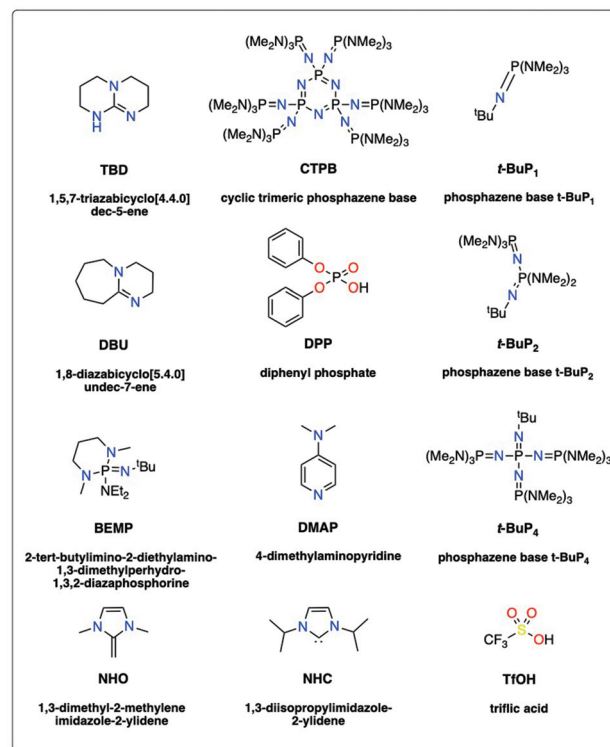 N
N
H
N
TBD
1,5,7-triazabicyclo[4.4.0]
dec-5-ene
(Me₂N)₃P P(NMe₂)₃
N N
P
N N
(Me₂N)₃P=N P P N=P(NMe₂)₃
N N N
(Me₂N)₃P P(NMe₂)₃
CTPB
cyclic trimeric phosphazene base
P(NMe₂)₃
N
ᵗBu
t-BuP₁
phosphazene base t-BuP₁
N
N
DBU
1,8-diazabicyclo[5.4.0]
undec-7-ene
O O
P
O OH
DPP
diphenyl phosphate
(Me₂N)₃P
N
P(NMe₂)₂
N
ᵗBu
t-BuP₂
phosphazene base t-BuP₂
N
P=N ᵗBu
N
NEt₂
BEMP
2-tert-butylimino-2-diethylamino-
1,3-dimethylperhydro-
1,3,2-diazaphosphorine
N
N
DMAP
4-dimethylaminopyridine
ᵗBu
N
(Me₂N)₃P=N-P-N=P(NMe₂)₃
N
P(NMe₂)₃
t-BuP₄
phosphazene base t-BuP₄
N N
NHO
1,3-dimethyl-2-methylene
imidazole-2-ylidene
N N
NHC
1,3-diisopropylimidazole-
2-ylidene
O O
S
CF₃ OH
TfOH
triflic acid